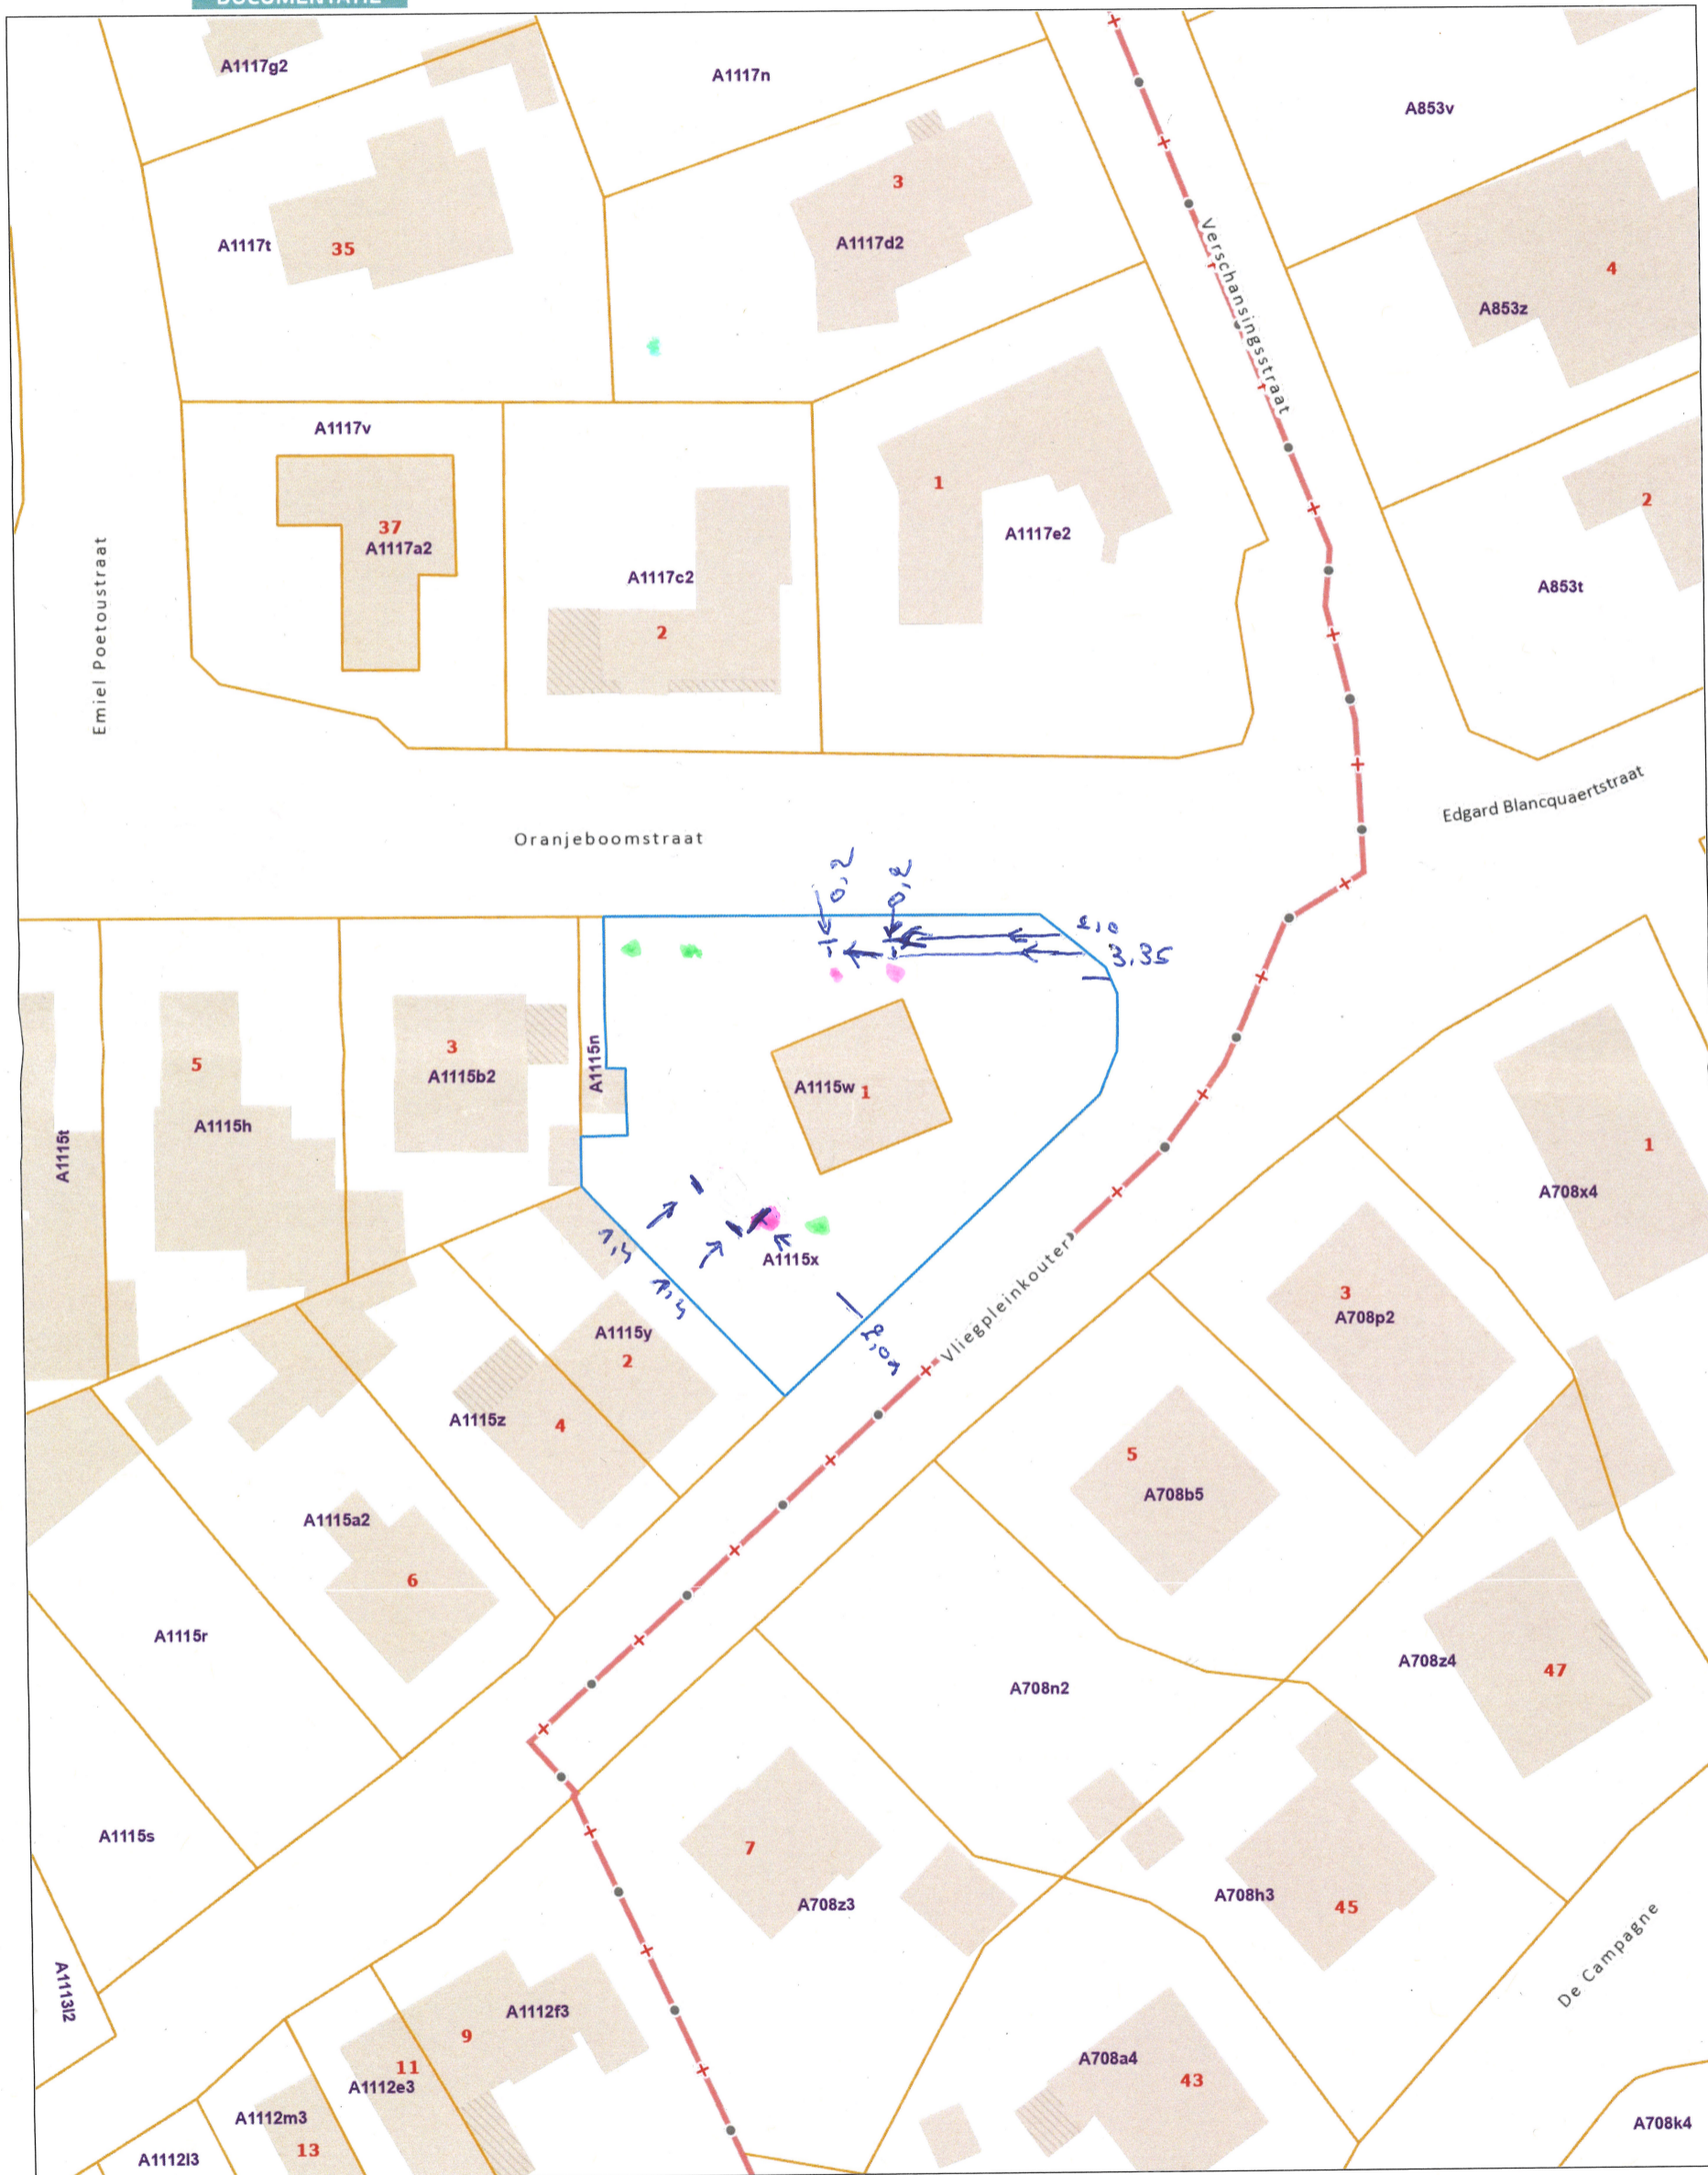 DOCUMENTATIE
A1117g2
A1117n
A853v
3
A1117t
35
A1117d2
Verschansingsstraat
4
A853z
A1117v
37
A1117a2
1
A1117e2
2
A1117c2
2
A853t
Emiel Poetoustraat
Edgard Blancquaertstraat
Oranjeboomstraat
0,2
0,2
3.35
5
3
A1115b2
A1115n
A1115w 1
A1115h
A1115t
1
A708x4
A1115x
3
A708p2
A1115y
2
Vliegpleinkouter
A1115z
4
5
A708b5
A1115a2
6
A1115r
A708n2
A708z4
47
A1115s
7
A708z3
A708h3
45
De Campagne
A1113l2
A1112f3
9
11
A1112e3
A708a4
43
A1112m3
13
A1112l3
A708k4